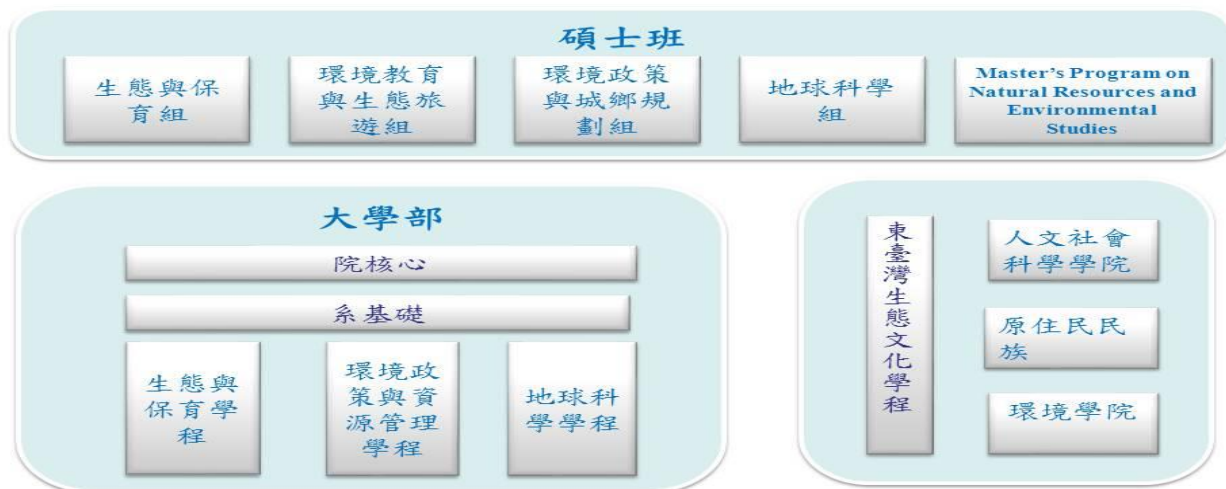 碩士班
生態與保
育組
環境教育
與生態旅
遊組
環境政策
與城鄉規
劃組
地球科學
組
Master's Program on
Natural Resources and
Environmental
Studies
大學部
院核心
系基礎
生態與
保育學
程
環境政
策與資
源管理
學程
地球科
學學程
東臺灣生態文化學程
人文社會
科學學院
原住民民
族
環境學院